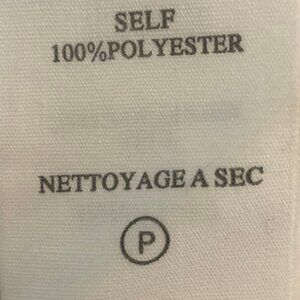 SELF
100%POLYESTER
NETTOYAGE A SEC
P